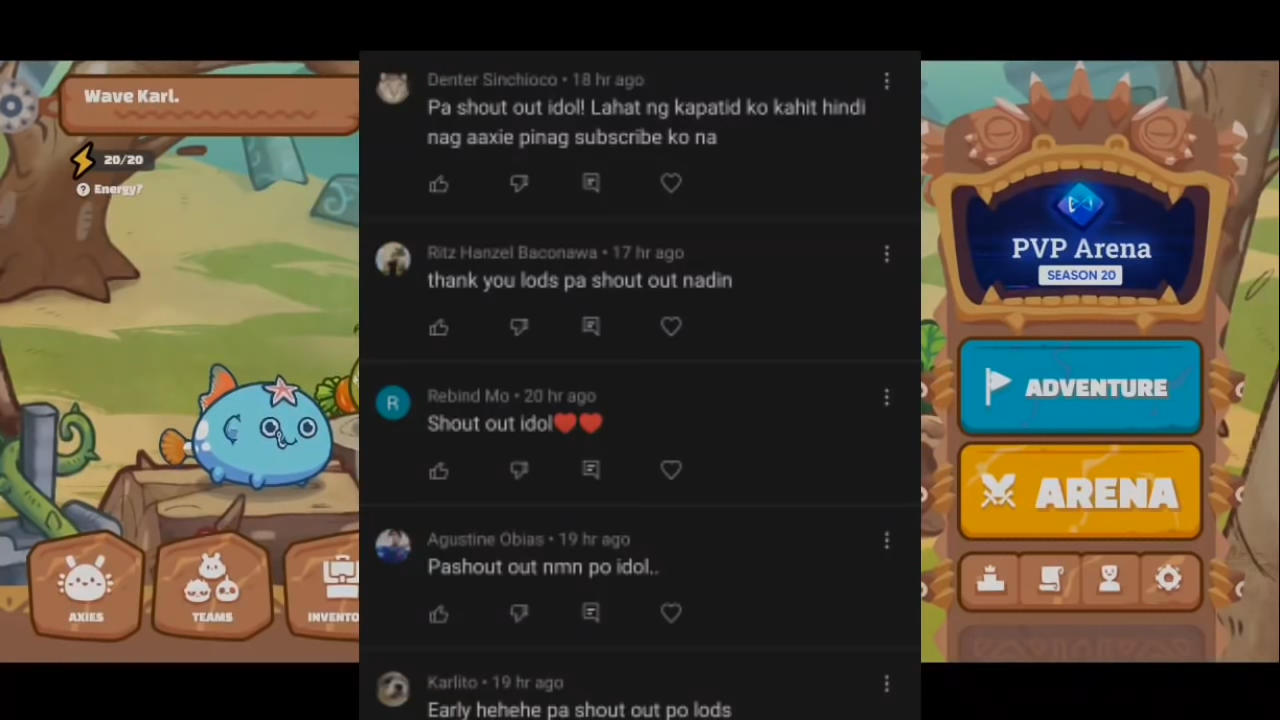 Wave Karl.
20/20
? Energy?
AXIES
TEAMS
INVENTO
Denter Sinchioco • 18 hr ago
Pa shout out idol! Lahat ng kapatid ko kahit hindi
nag aaxie pinag subscribe ko na
Ritz Hanzel Baconawa • 17 hr ago
thank you lods pa shout out nadin
R
Rebind Mo • 20 hr ago
Shout out idol❤️❤️
Agustine Obias • 19 hr ago
Pashout out nmn po idol..
Karlito • 19 hr ago
Early hehehe pa shout out po lods
PVP Arena
SEASON 20
ADVENTURE
ARENA